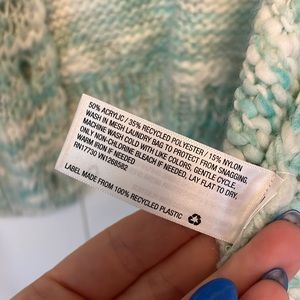 50% ACRYLIC / 35% RECYCLED POLYESTER / 15% NYLON
WASH IN MESH LAUNDRY BAG TO PROTECT FROM SNAGGING.
MACHINE WASH COLD WITH LIKE COLORS, GENTLE CYCLE.
ONLY NON-CHLORINE BLEACH IF NEEDED, LAY FLAT TO DRY.
WARM IRON IF NEEDED
RN17730 WN1268562
LABEL MADE FROM 100% RECYCLED PLASTIC